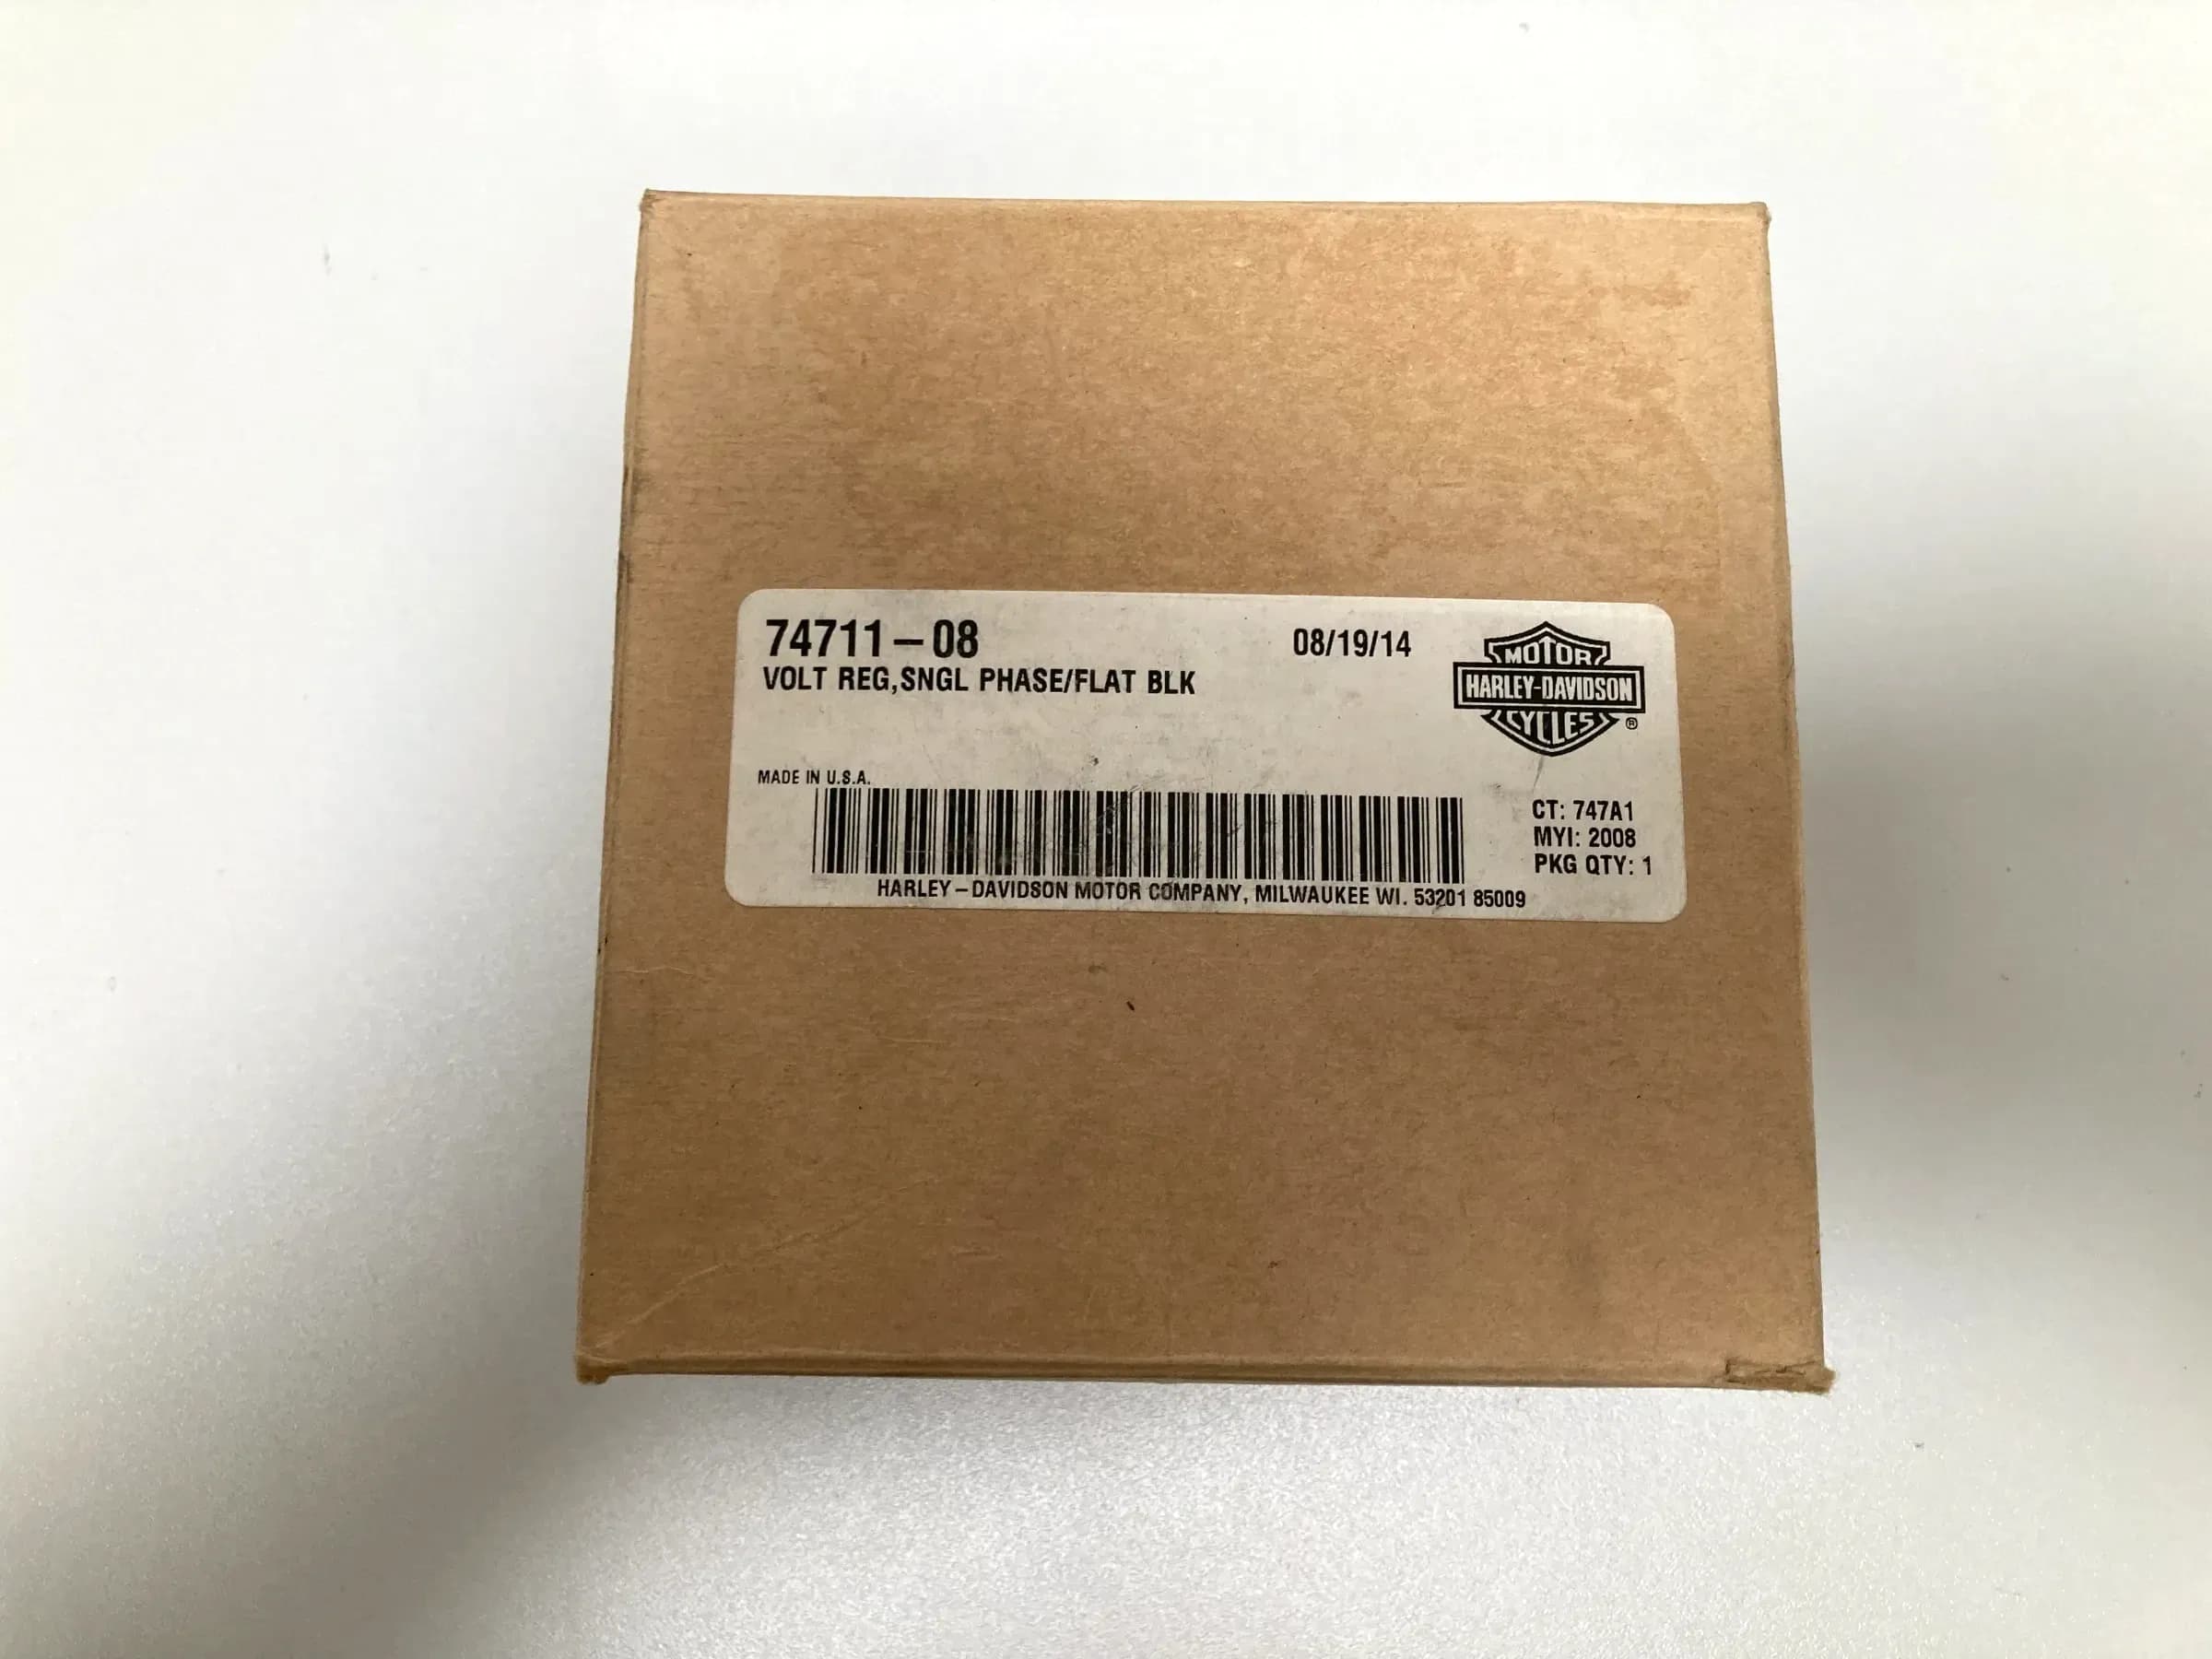 74711-08
08/19/14
VOLT REG,SNGL PHASE/FLAT BLK
MOTOR
HARLEY-DAVIDSON
CYCLES
®
MADE IN U.S.A.
CT: 747A1
MYI: 2008
PKG QTY: 1
HARLEY-DAVIDSON MOTOR COMPANY, MILWAUKEE WI. 53201 85009